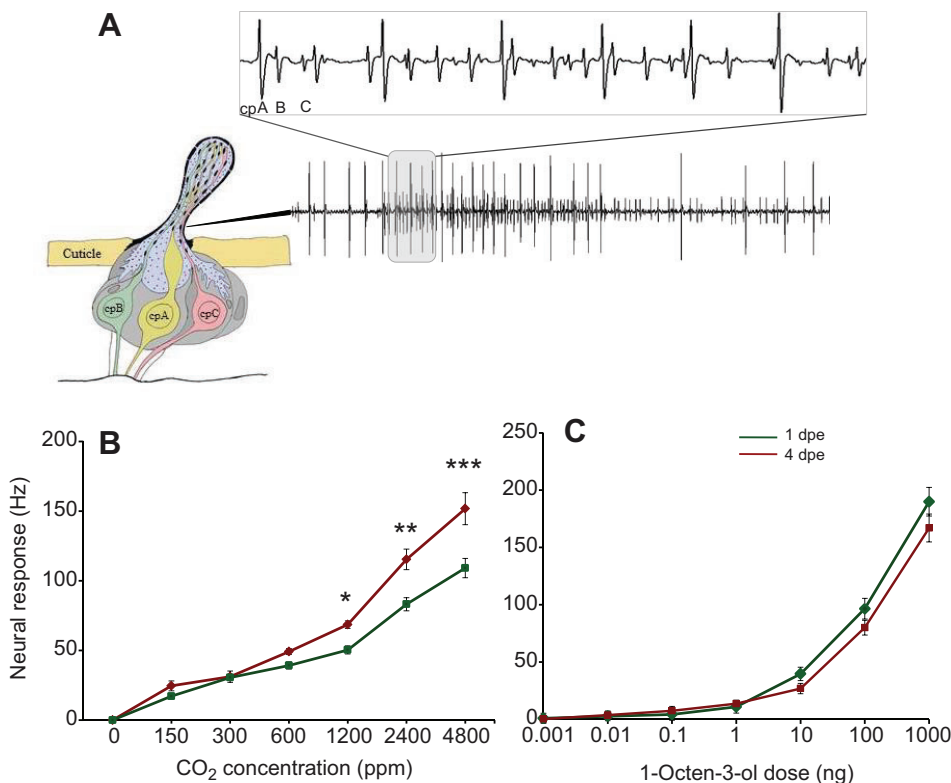 A
cpA B C
Cuticle
cpB
cpA
cpC
B
Neural response (Hz)
200
150
100
50
0
*
**
***
0 150 300 600 1200 2400 4800
CO2 concentration (ppm)
C
1 dpe
4 dpe
250
200
150
100
50
0
0.001 0.01 0.1 1 10 100 1000
1-Octen-3-ol dose (ng)